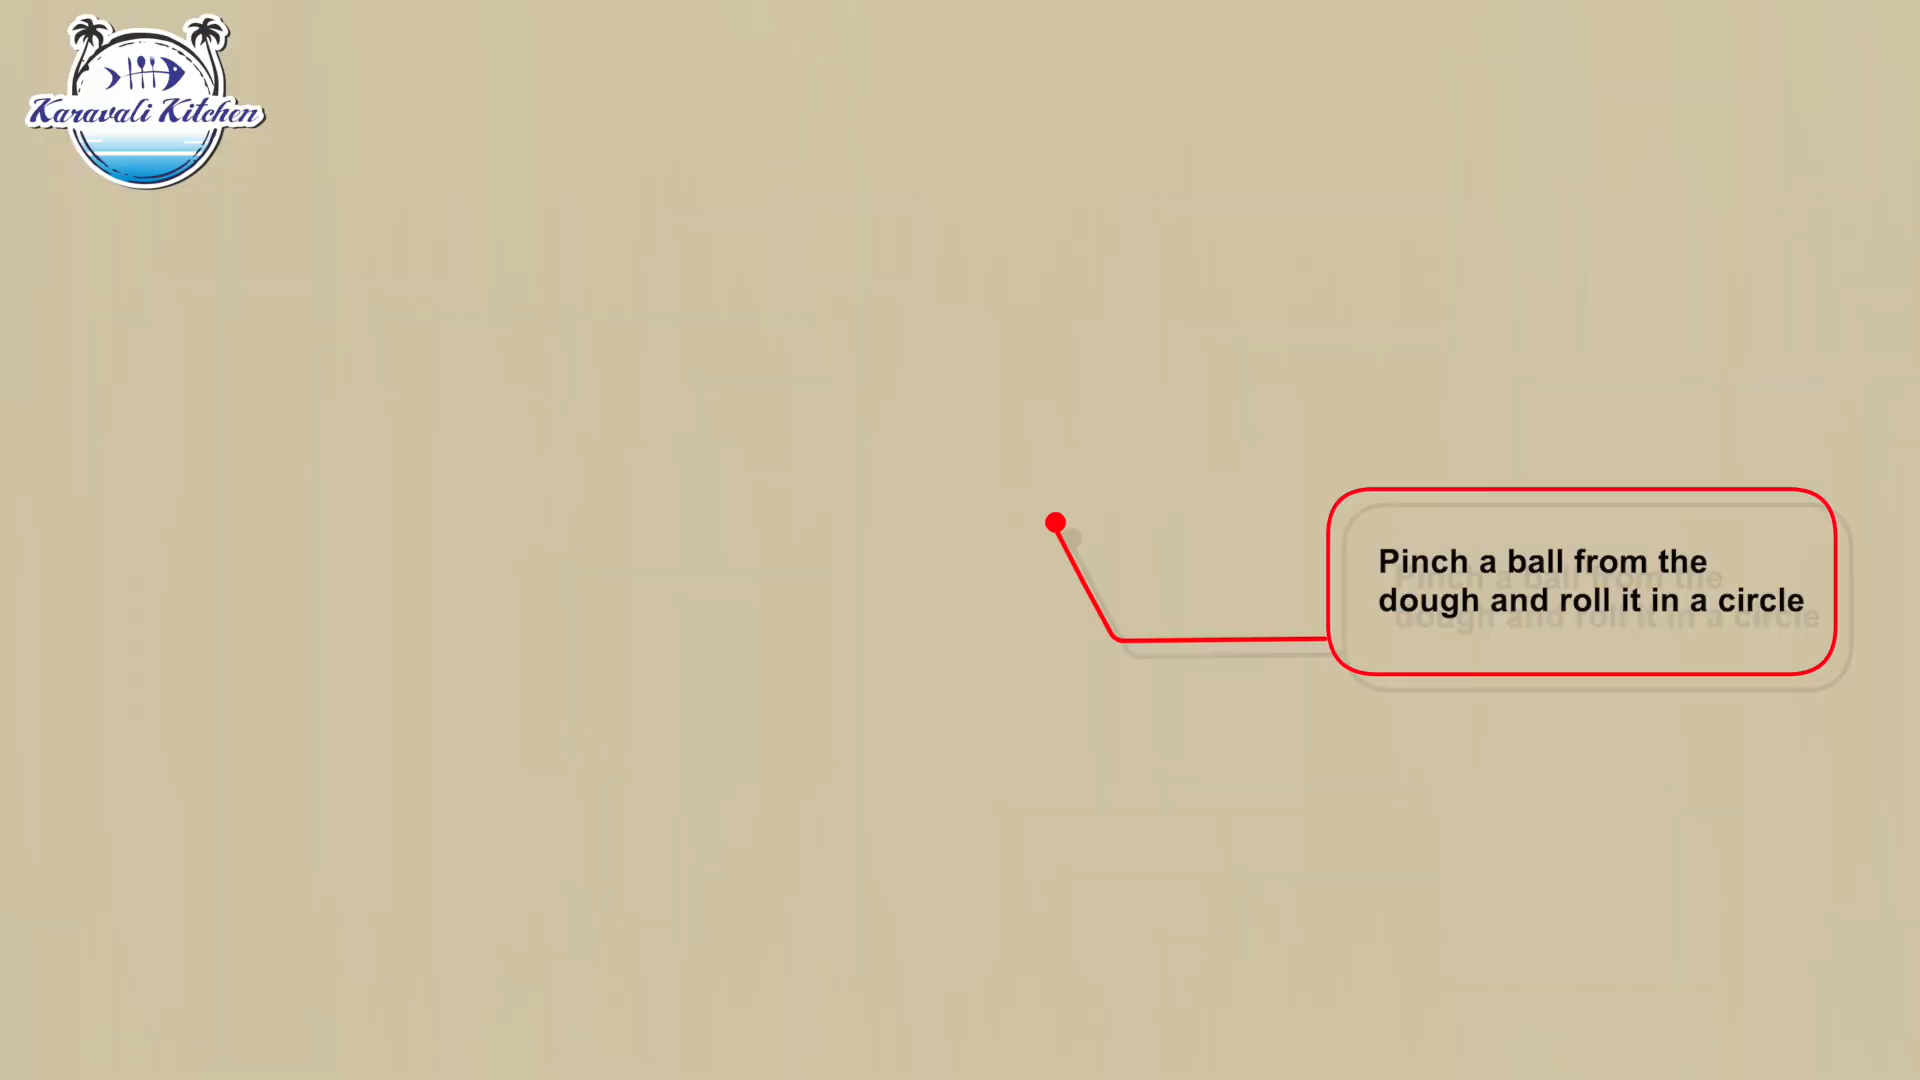 Karavali Kitchen
Pinch a ball from the
dough and roll it in a circle